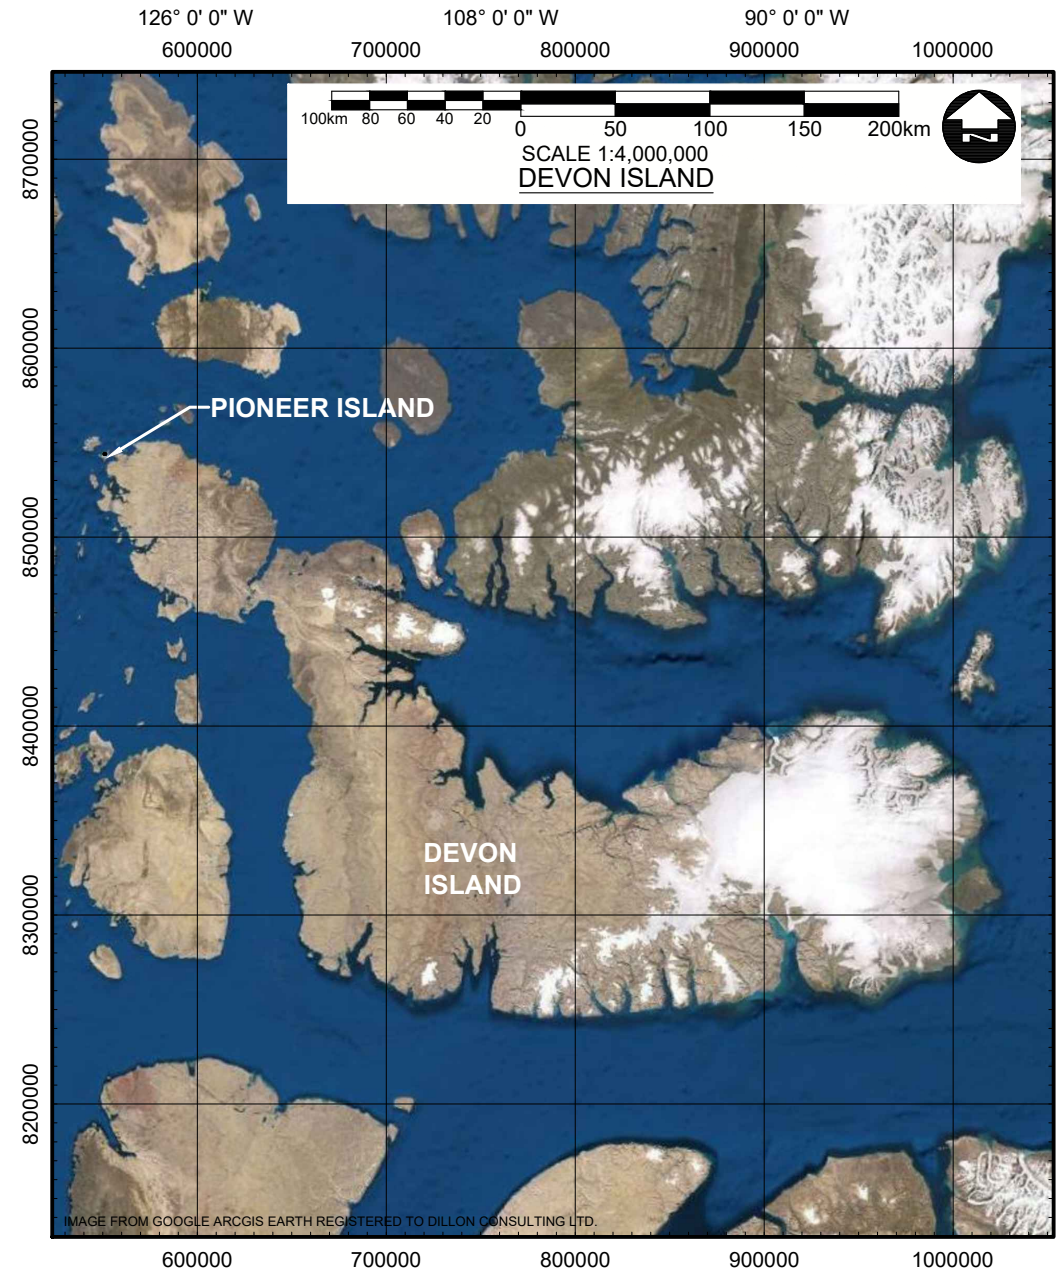 126° 0' 0" W 108° 0' 0" W 90° 0' 0" W
600000 700000 800000 900000 1000000
100km 80 60 40 20 0 50 100 150 200km
SCALE 1:4,000,000
DEVON ISLAND
N
8700000
8600000
PIONEER ISLAND
8500000
8400000
DEVON
ISLAND
8300000
8200000
IMAGE FROM GOOGLE ARCGIS EARTH REGISTERED TO DILLON CONSULTING LTD.
600000 700000 800000 900000 1000000